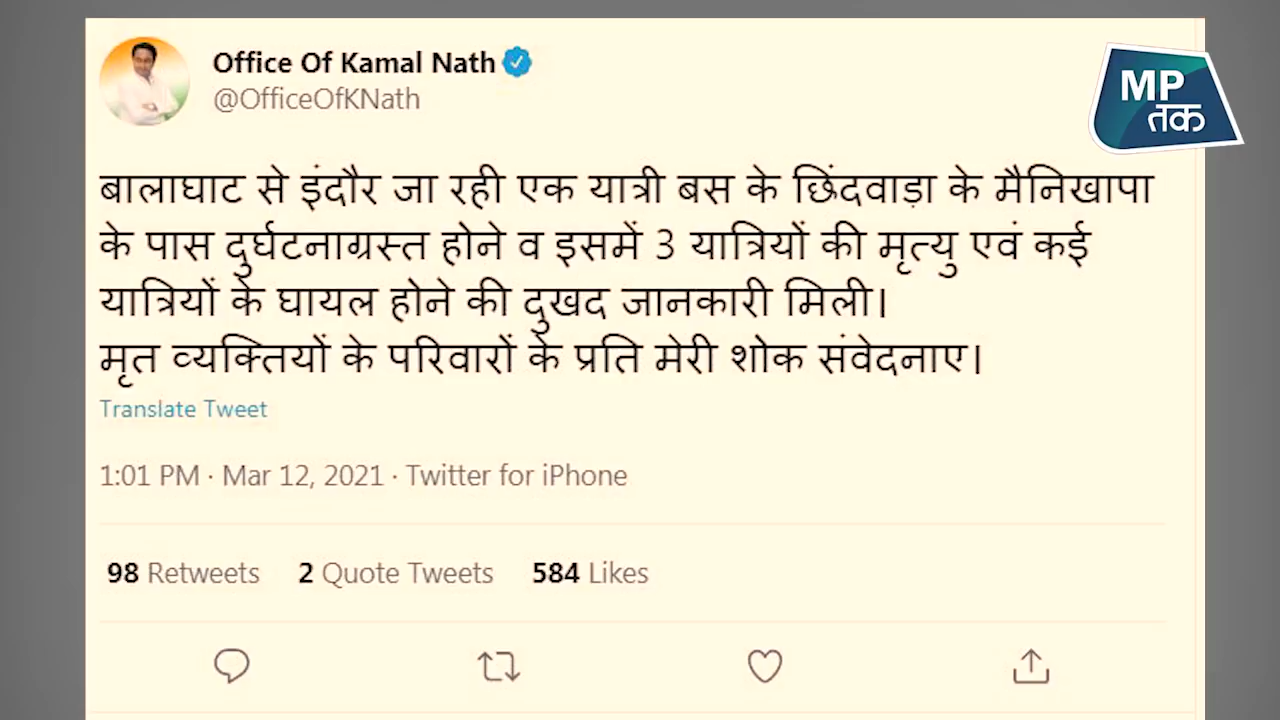 Office Of Kamal Nath
@OfficeOfKNath
MP
तक
बालाघाट से इंदौर जा रही एक यात्री बस के छिंदवाड़ा के मैनिखापा
के पास दुर्घटनाग्रस्त होने व इसमें 3 यात्रियों की मृत्यु एवं कई
यात्रियों के घायल होने की दुखद जानकारी मिली।
मृत व्यक्तियों के परिवारों के प्रति मेरी शोक संवेदनाए।
Translate Tweet
1:01 PM · Mar 12, 2021 · Twitter for iPhone
98 Retweets 2 Quote Tweets 584 Likes